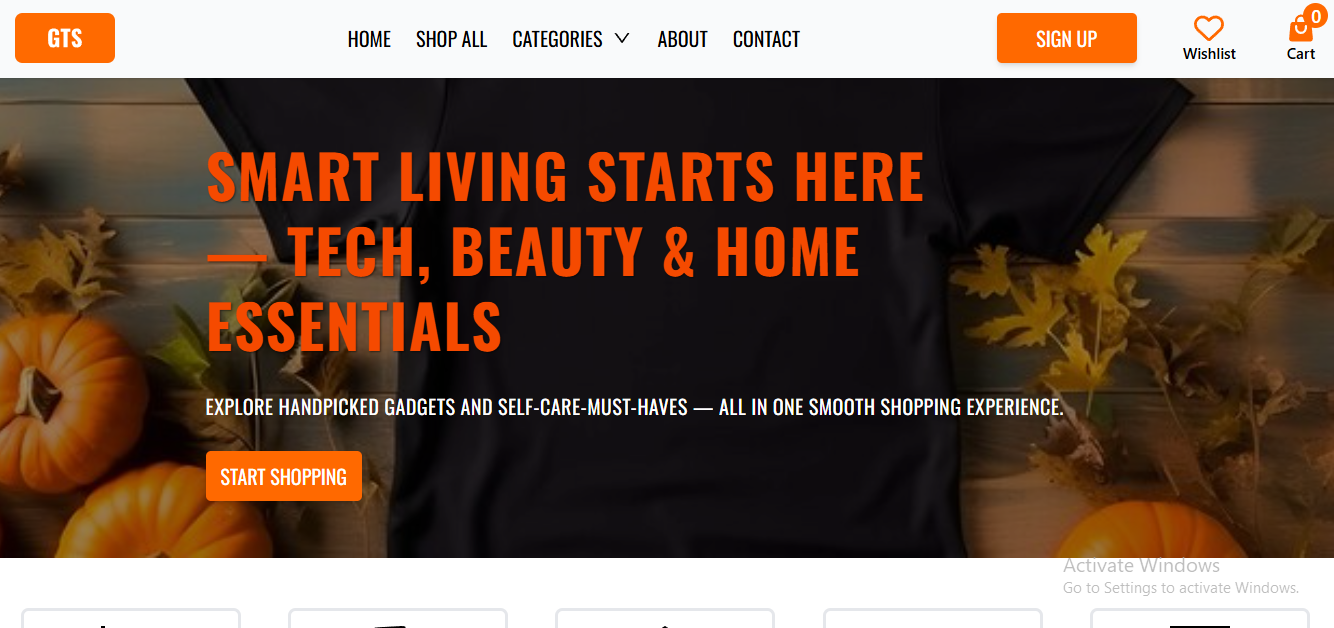 GTS
HOME
SHOP ALL
CATEGORIES
ABOUT
CONTACT
SIGN UP
Wishlist
0
Cart
SMART LIVING STARTS HERE
— TECH, BEAUTY & HOME
ESSENTIALS
EXPLORE HANDPICKED GADGETS AND SELF-CARE-MUST-HAVES — ALL IN ONE SMOOTH SHOPPING EXPERIENCE.
START SHOPPING
Activate Windows
Go to Settings to activate Windows.